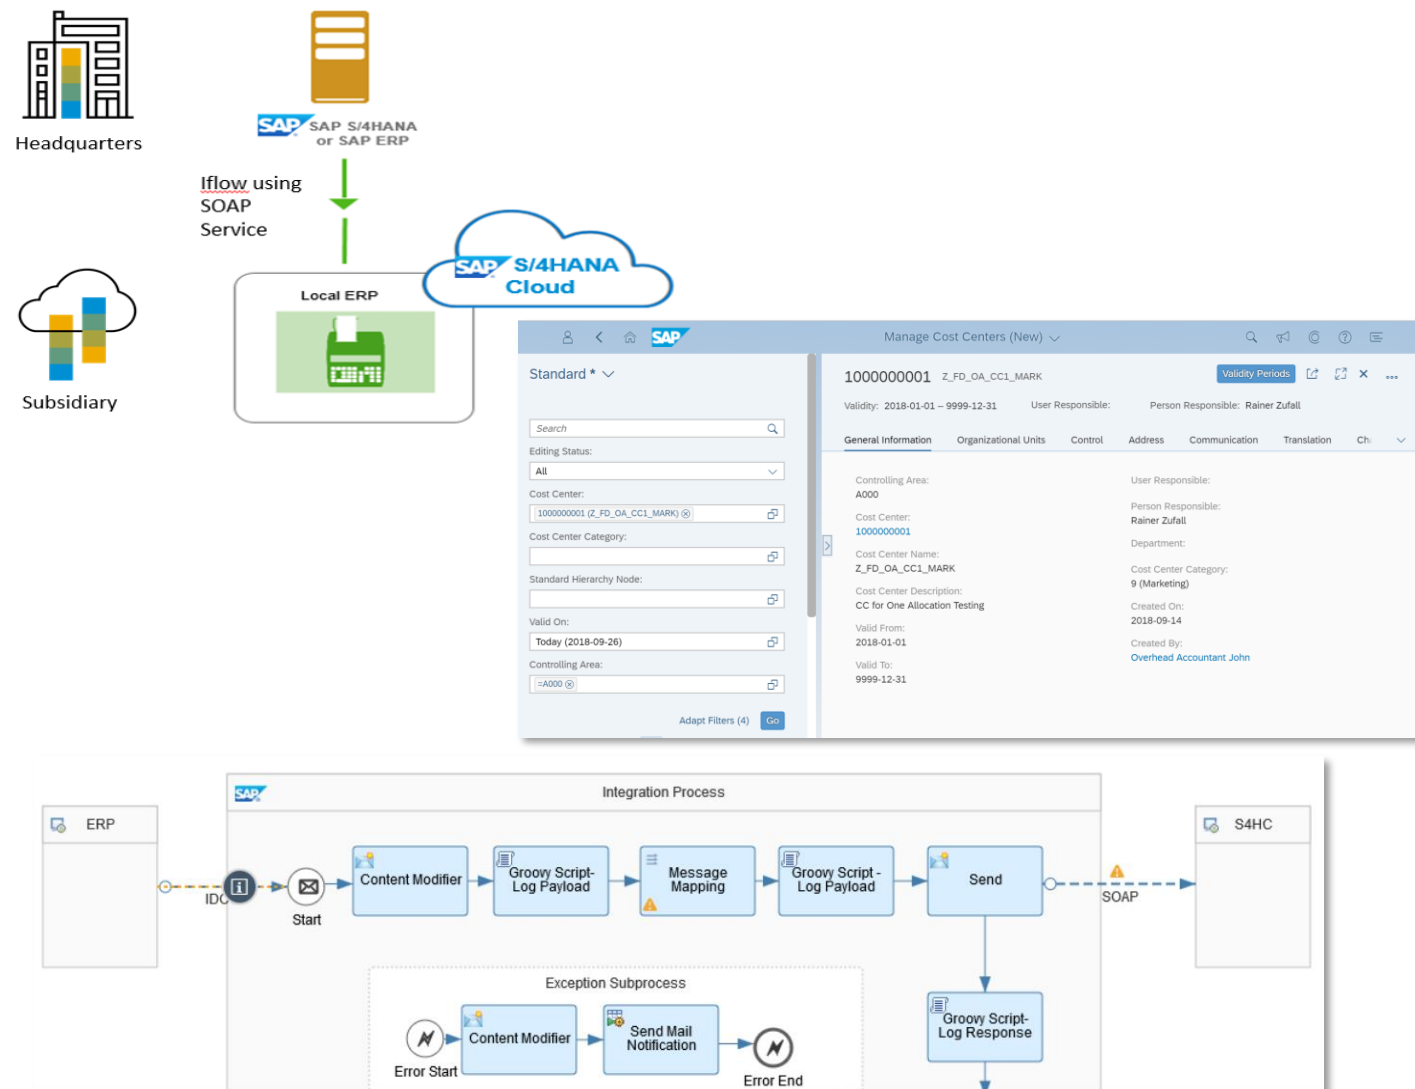 Headquarters
SAP SAP S/4HANA
or SAP ERP
Iflow using
SOAP
Service
SAP S/4HANA
Cloud
Local ERP
Subsidiary
SAP
Manage Cost Centers (New)
Standard *
Search
Editing Status:
All
Cost Center:
1000000001 (Z_FD_OA_CC1_MARK)
Cost Center Category:
Standard Hierarchy Node:
Valid On:
Today (2018-09-26)
Controlling Area:
=A000
Adapt Filters (4) Go
1000000001 Z_FD_OA_CC1_MARK
Validity Periods
Validity: 2018-01-01 – 9999-12-31 User Responsible: Person Responsible: Rainer Zufall
General Information Organizational Units Control Address Communication Translation Ch
Controlling Area:
A000
Cost Center:
1000000001
Cost Center Name:
Z_FD_OA_CC1_MARK
Cost Center Description:
CC for One Allocation Testing
Valid From:
2018-01-01
Valid To:
9999-12-31
User Responsible:
Person Responsible:
Rainer Zufall
Department:
Cost Center Category:
9 (Marketing)
Created On:
2018-09-14
Created By:
Overhead Accountant John
SAP
Integration Process
ERP
S4HC
IDO
Start
Content Modifier
Groovy Script-
Log Payload
Message
Mapping
Groovy Script -
Log Payload
Send
SOAP
Exception Subprocess
Error Start
Content Modifier
Send Mail
Notification
Error End
Groovy Script-
Log Response